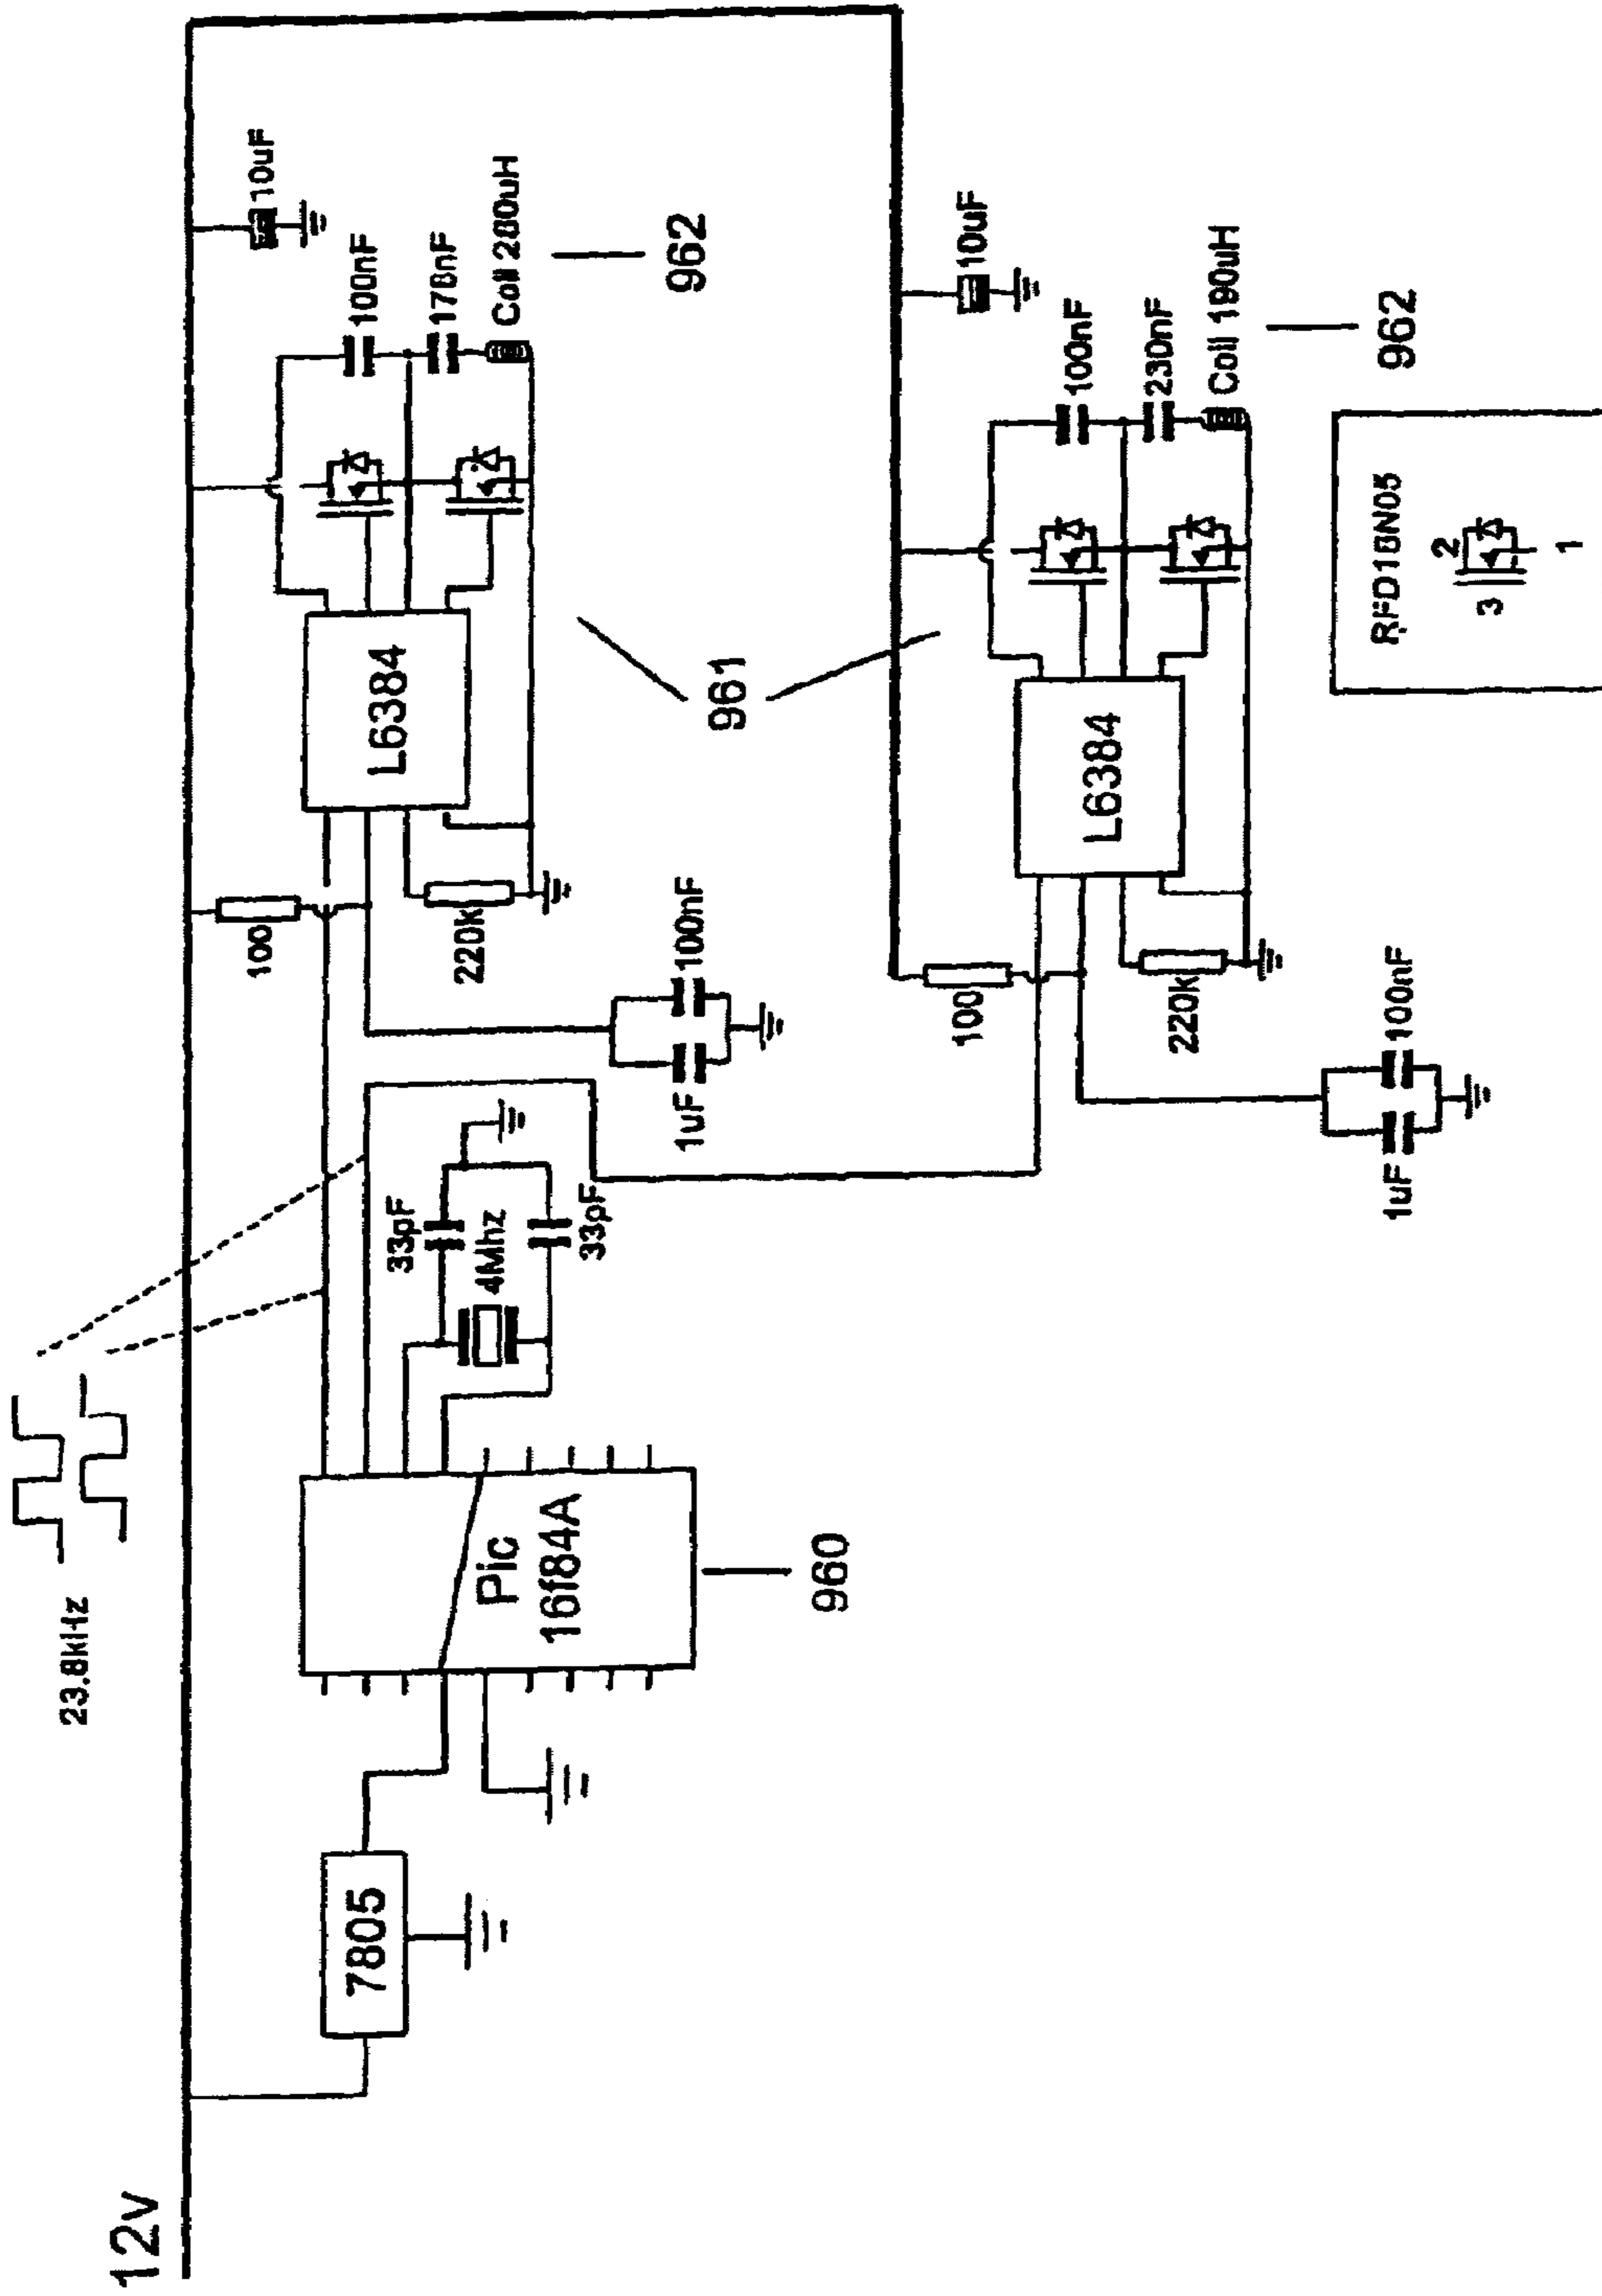 12v
23.8kHz
7805
Pic
16f84A
960
33pF
4Mhz
33pF
100
220k
1uF
100nF
L6384
961
10uF
100nF
178nF
Coil 280uH
962
100
220k
1uF
100nF
L6384
10uF
100nF
230nF
Coil 190uH
962
RFD16N05
3
2
1